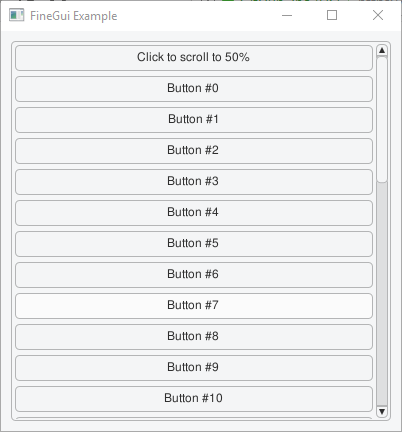 FineGui Example
Click to scroll to 50%
Button #0
Button #1
Button #2
Button #3
Button #4
Button #5
Button #6
Button #7
Button #8
Button #9
Button #10